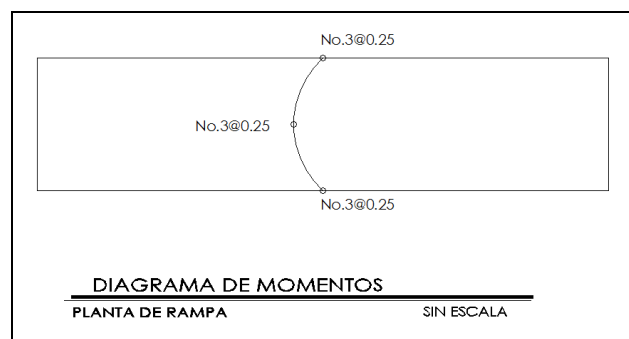 No.3@0.25
No.3@0.25
No.3@0.25
DIAGRAMA DE MOMENTOS
PLANTA DE RAMPA SIN ESCALA